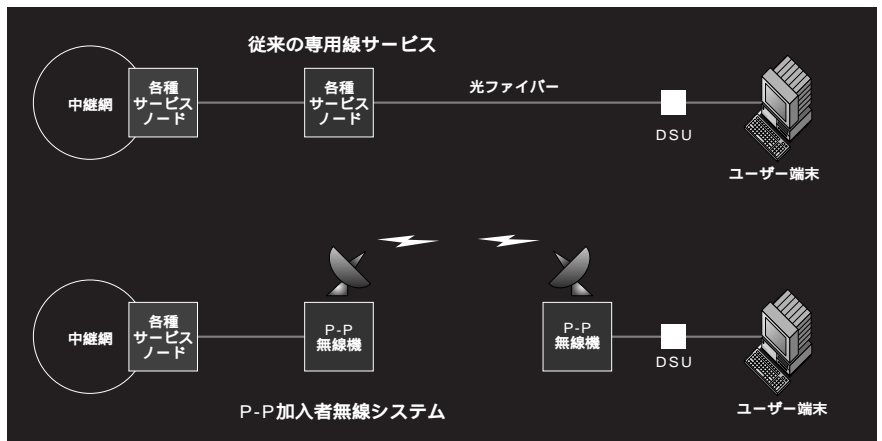 従来の専用線サービス
中継網
各種
サービス
ノード
各種
サービス
ノード
光ファイバー
DSU
ユーザー端末
中継網
各種
サービス
ノード
P-P
無線機
P-P
無線機
DSU
ユーザー端末
P-P加入者無線システム